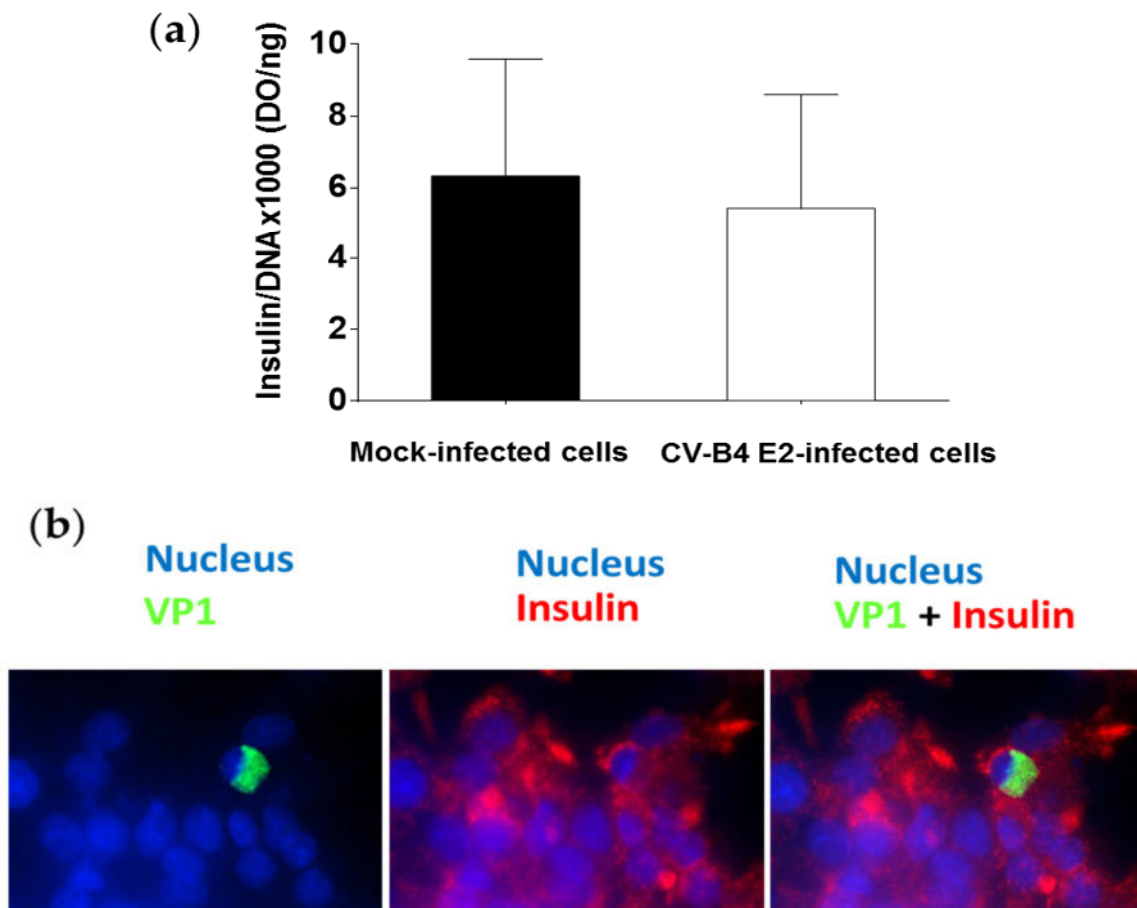 (a)
Insulin/DNA x1000 (DO/ng)
10
8
6
4
2
0
Mock-infected cells CV-B4 E2-infected cells
(b)
Nucleus
VP1
Nucleus
Insulin
Nucleus
VP1 + Insulin